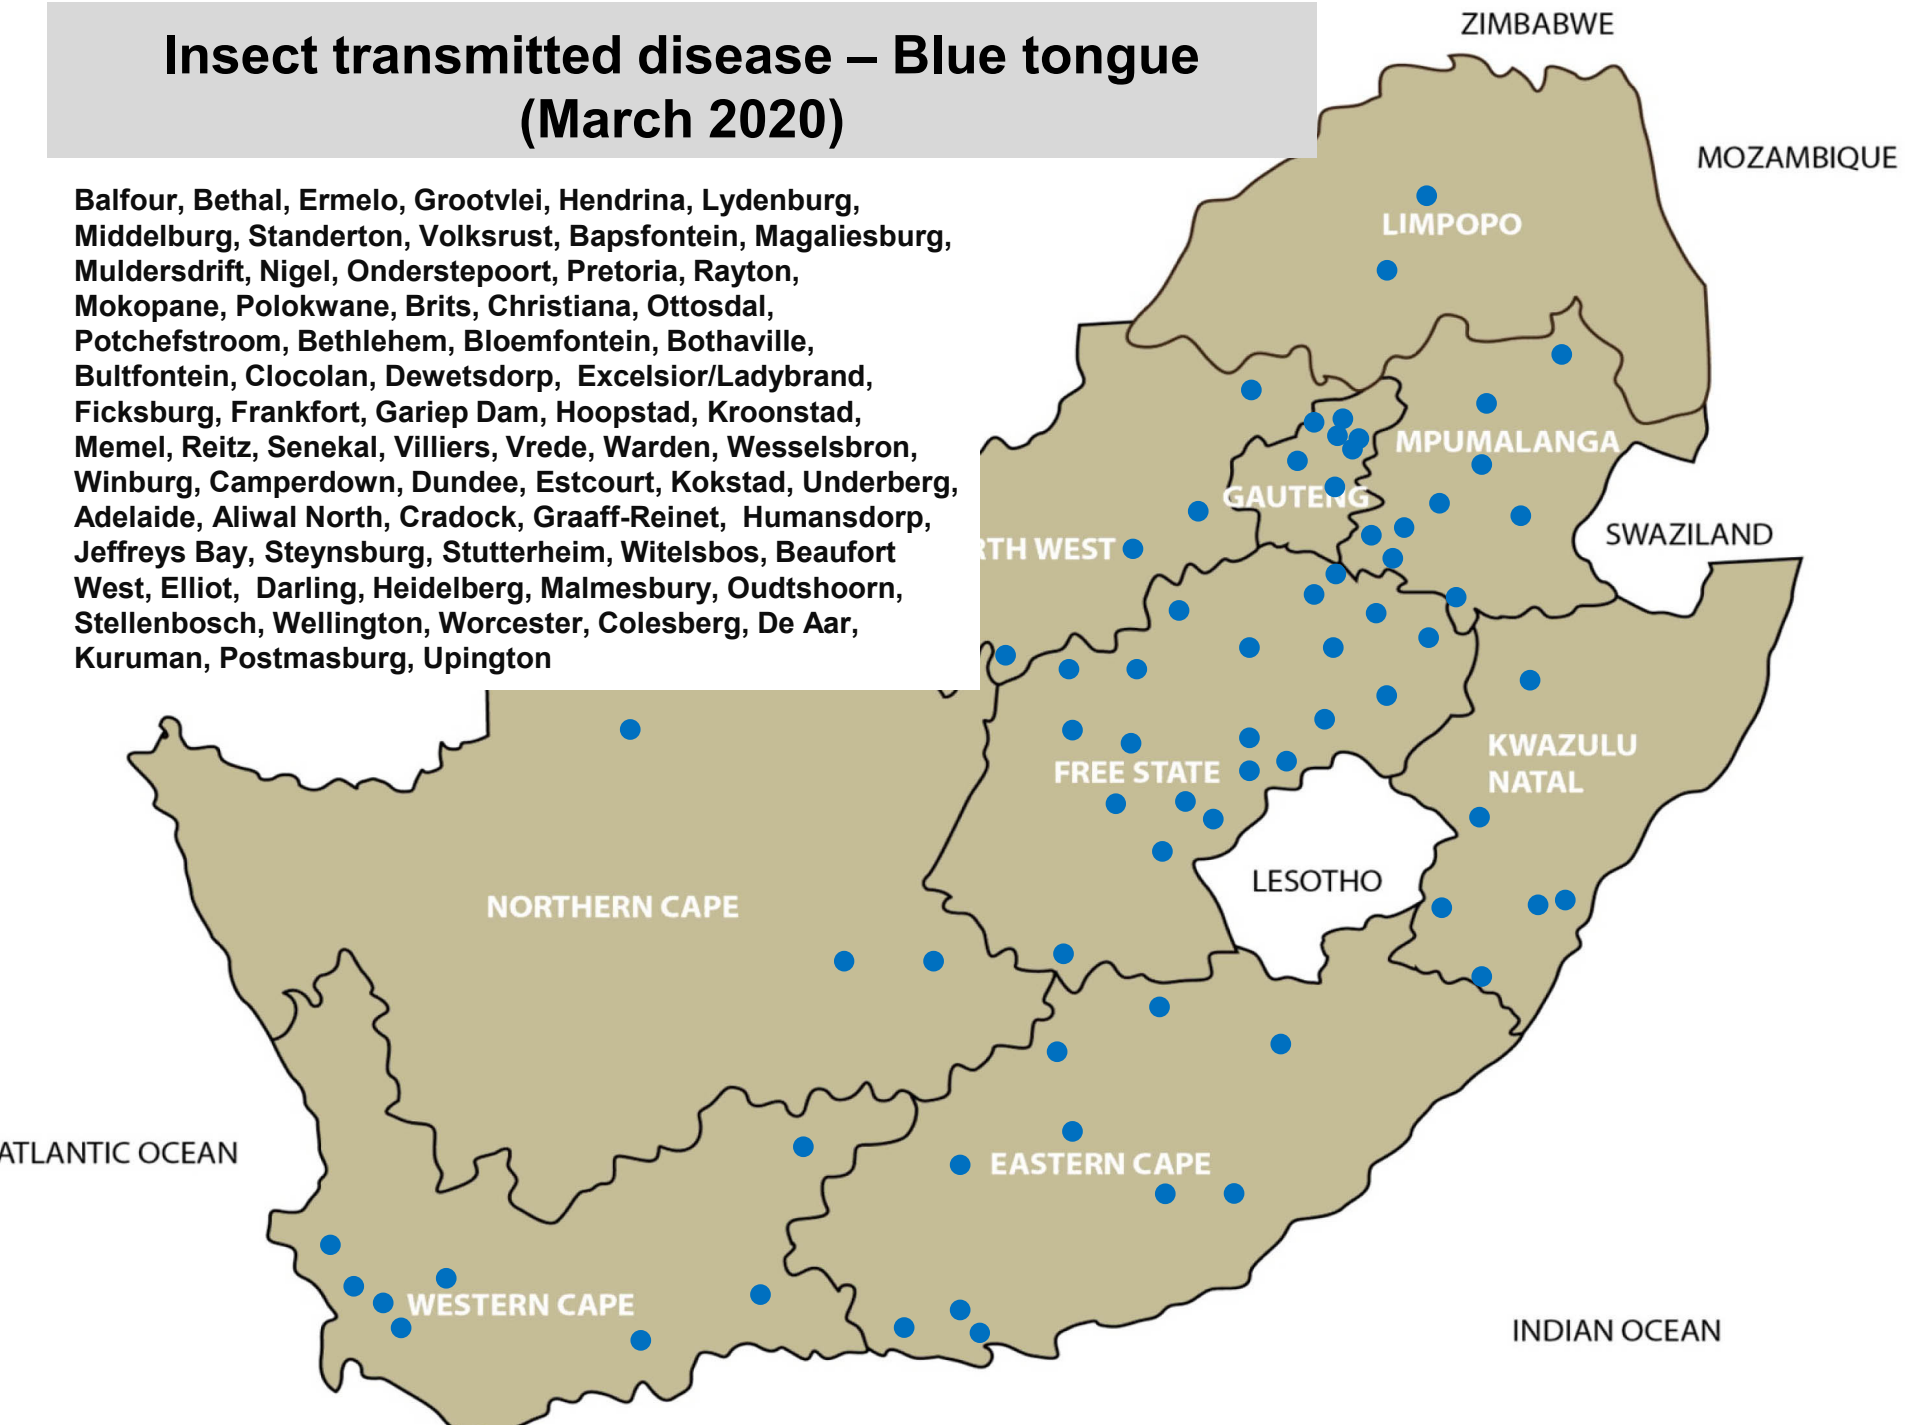 Insect transmitted disease – Blue tongue
(March 2020)
Balfour, Bethal, Ermelo, Grootvlei, Hendrina, Lydenburg,
Middelburg, Standerton, Volksrust, Bapsfontein, Magaliesburg,
Muldersdrift, Nigel, Onderstepoort, Pretoria, Rayton,
Mokopane, Polokwane, Brits, Christiana, Ottosdal,
Potchefstroom, Bethlehem, Bloemfontein, Bothaville,
Bultfontein, Clocolan, Dewetsdorp,  Excelsior/Ladybrand,
Ficksburg, Frankfort, Gariep Dam, Hoopstad, Kroonstad,
Memel, Reitz, Senekal, Villiers, Vrede, Warden, Wesselsbron,
Winburg, Camperdown, Dundee, Estcourt, Kokstad, Underberg,
Adelaide, Aliwal North, Cradock, Graaff-Reinet,  Humansdorp,
Jeffreys Bay, Steynsburg, Stutterheim, Witelsbos, Beaufort
West, Elliot,  Darling, Heidelberg, Malmesbury, Oudtshoorn,
Stellenbosch, Wellington, Worcester, Colesberg, De Aar,
Kuruman, Postmasburg, Upington
ZIMBABWE
MOZAMBIQUE
LIMPOPO
MPUMALANGA
GAUTENG
SWAZILAND
RTH WEST
KWAZULU
NATAL
FREE STATE
LESOTHO
NORTHERN CAPE
ATLANTIC OCEAN
EASTERN CAPE
WESTERN CAPE
INDIAN OCEAN